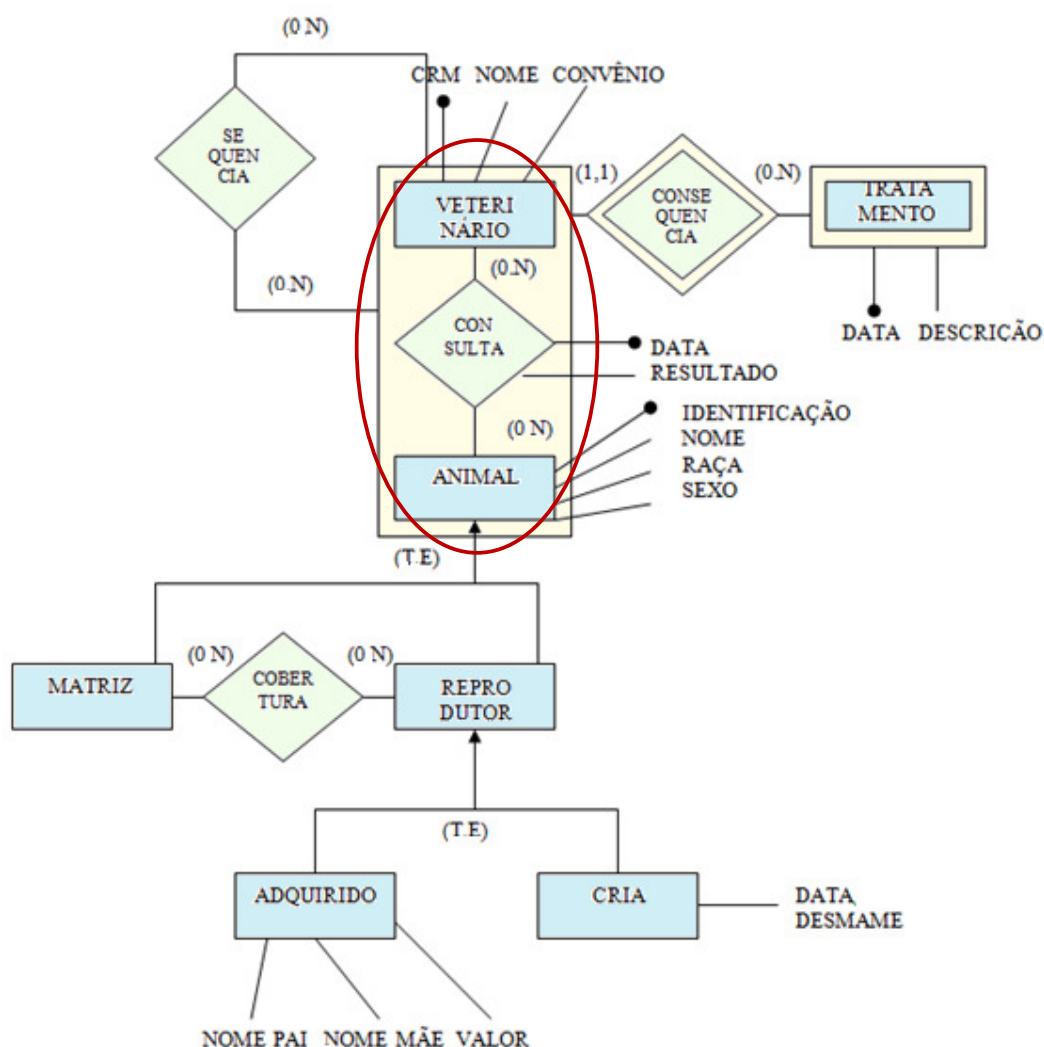 (0 N)
CRM NOME CONVÊNIO
SE
QUEN
CIA
(1,1)
(0.N)
VETERI
NÁRIO
CONSE
QUEN
CIA
TRATA
MENTO
(0.N)
(0.N)
CON
SULTA
DATA
RESULTADO
DATA DESCRIÇÃO
(0 N)
IDENTIFICAÇÃO
NOME
RAÇA
SEXO
ANIMAL
(T.E)
(0 N)
(0 N)
MATRIZ
COBER
TURA
REPRO
DUTOR
(T.E)
ADQUIRIDO
CRIA
DATA
DESMAME
NOME PAI NOME MÃE VALOR